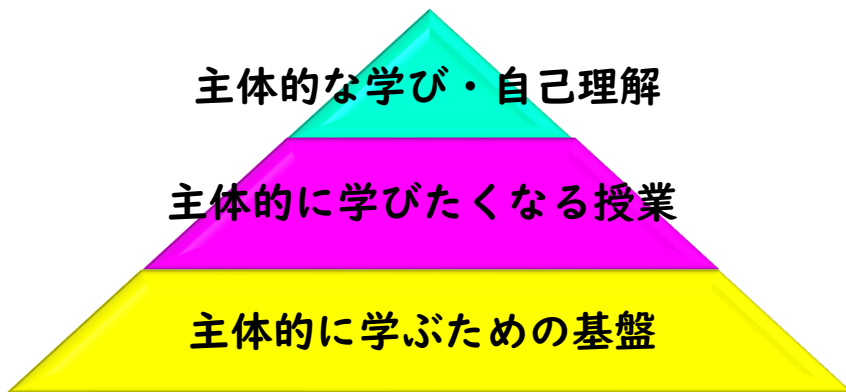 主体的な学び・自己理解
主体的に学びたくなる授業
主体的に学ぶための基盤